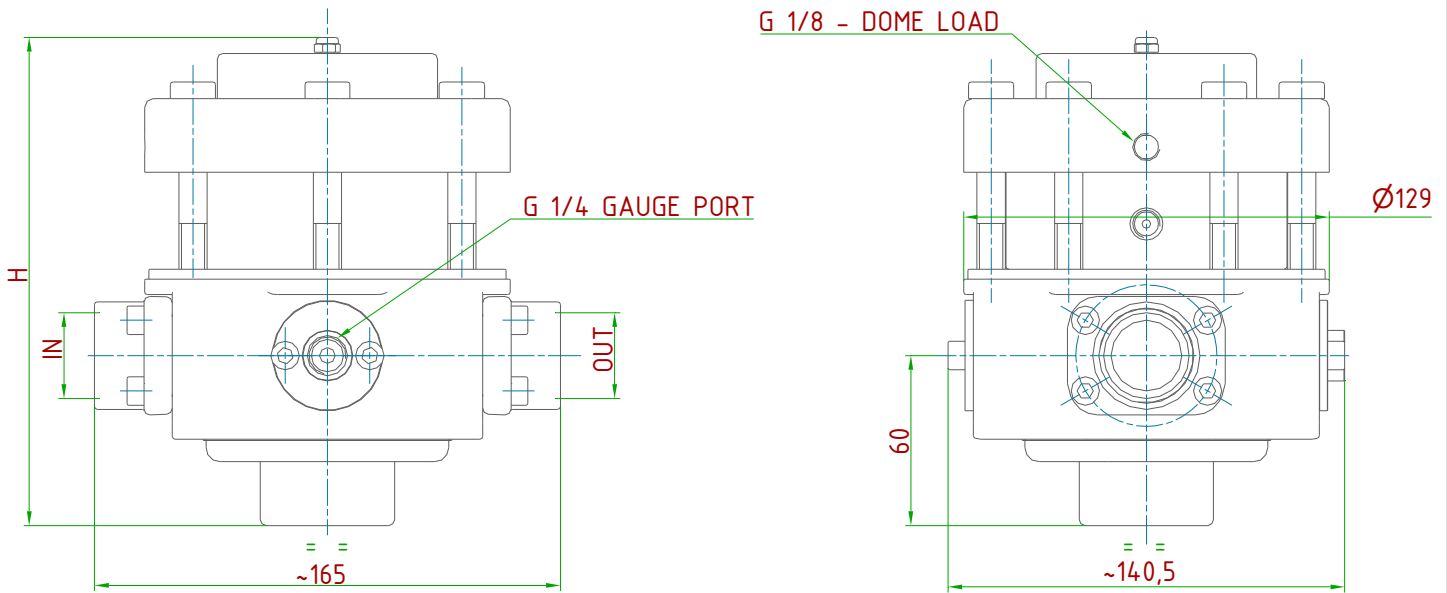 G 1/8 - DOME LOAD
G 1/4 GAUGE PORT
Ø129
H
IN
OUT
60
= =
~165
= =
~140,5